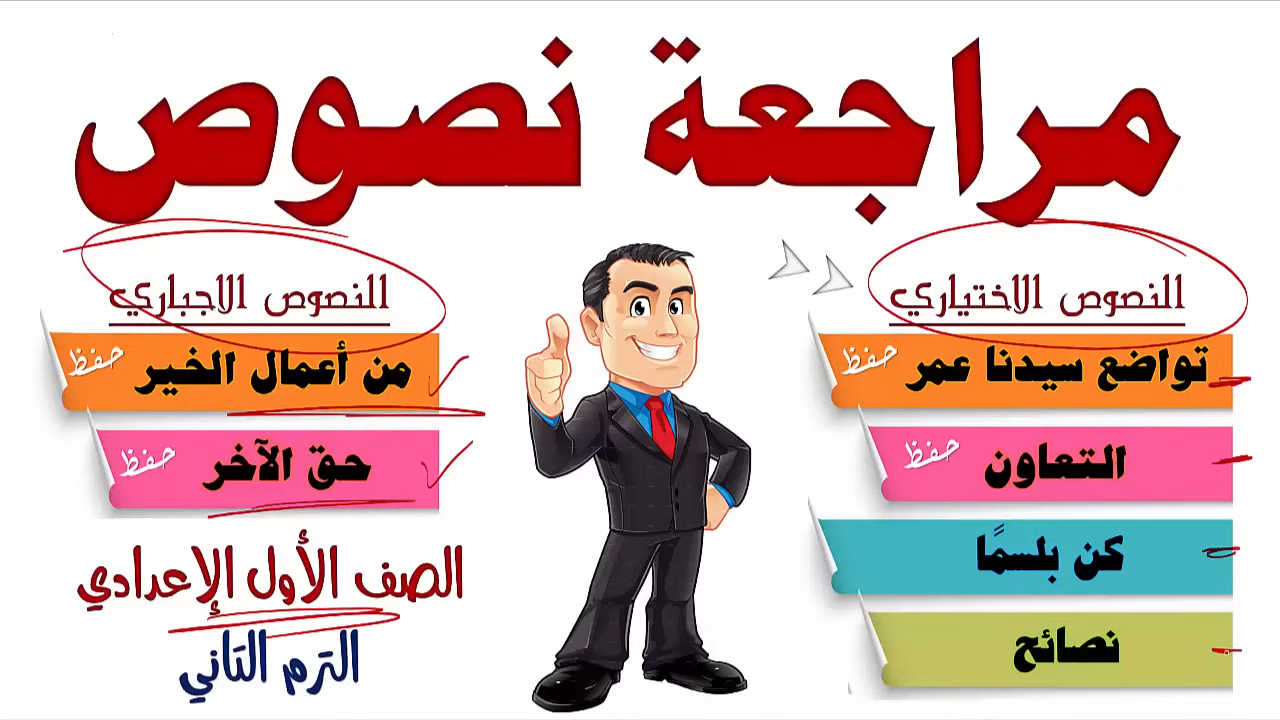 مراجعة نصوص
النصوص الاختياري
تواضع سيدنا عمر حفظ
التعاون حفظ
كن بلسمًا
نصائح
النصوص الاجباري
من أعمال الخير حفظ
حق الآخر حفظ
الصف الأول الإعدادي
الترم الثاني